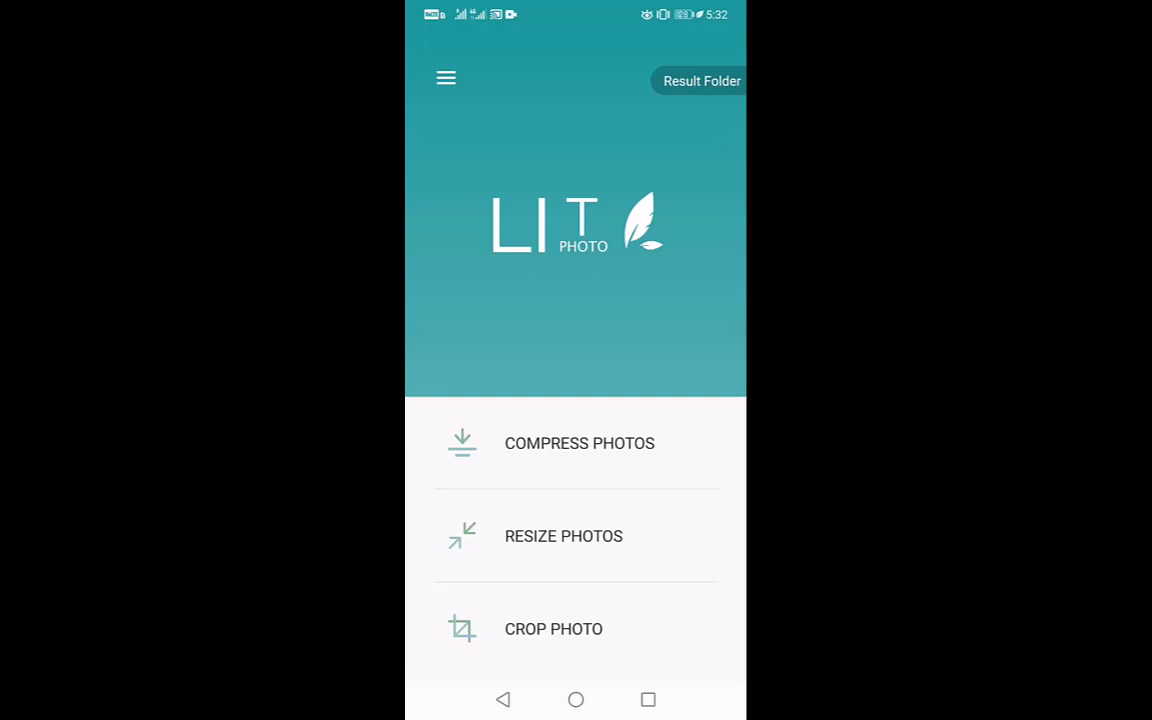 5:32
Result Folder
LIT
PHOTO
COMPRESS PHOTOS
RESIZE PHOTOS
CROP PHOTO